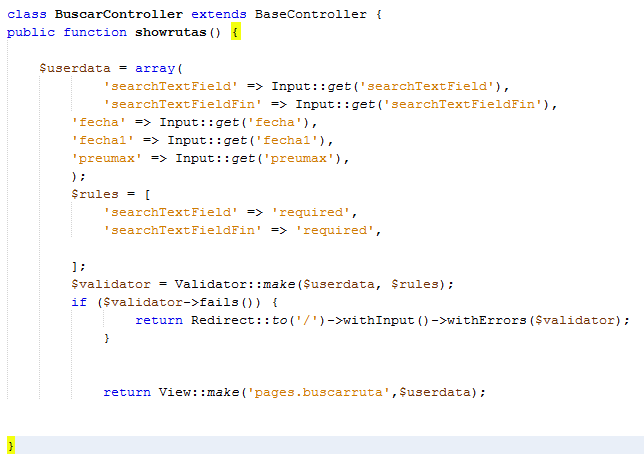 class BuscarController extends BaseController {
public function showrutas() {
$userdata = array(
'searchTextField' => Input::get('searchTextField'),
'searchTextFieldFin' => Input::get('searchTextFieldFin'),
'fecha' => Input::get('fecha'),
'fecha1' => Input::get('fecha1'),
'preumax' => Input::get('preumax'),
);
$rules = [
'searchTextField' => 'required',
'searchTextFieldFin' => 'required',
];
$validator = Validator::make($userdata, $rules);
if ($validator->fails()) {
return Redirect::to('/')->withInput()->withErrors($validator);
}
return View::make('pages.buscarruta',$userdata);
}